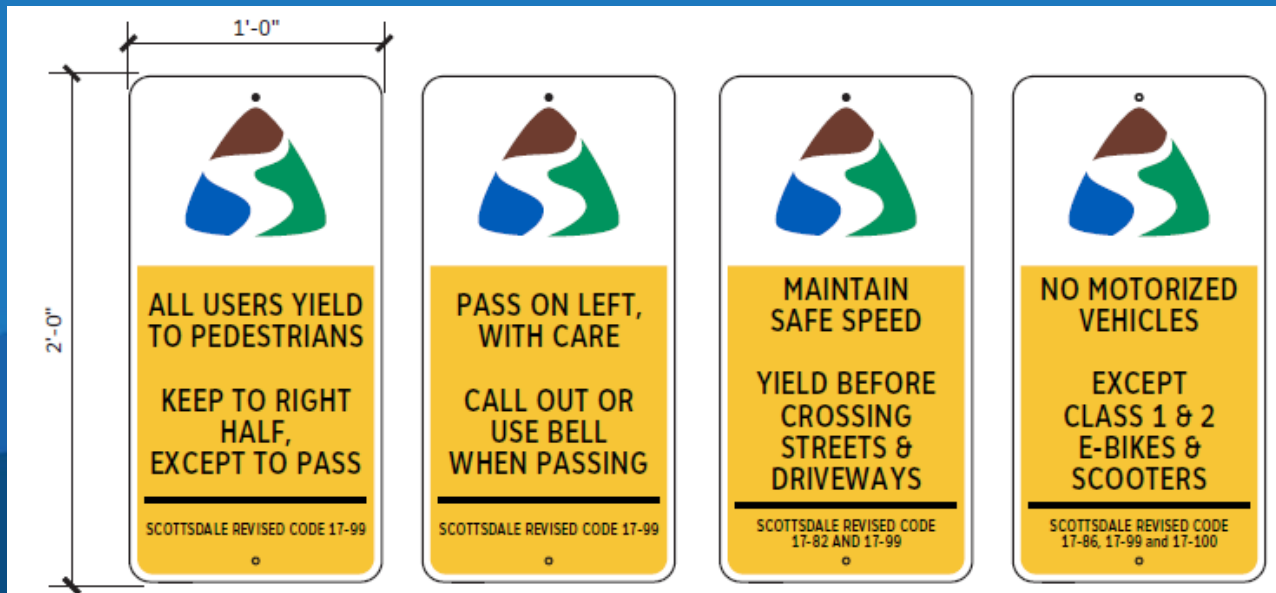 1'-0"
2'-0"
ALL USERS YIELD
TO PEDESTRIANS
KEEP TO RIGHT
HALF,
EXCEPT TO PASS
SCOTTSDALE REVISED CODE 17-99
PASS ON LEFT,
WITH CARE
CALL OUT OR
USE BELL
WHEN PASSING
SCOTTSDALE REVISED CODE 17-99
MAINTAIN
SAFE SPEED
YIELD BEFORE
CROSSING
STREETS &
DRIVEWAYS
SCOTTSDALE REVISED CODE
17-82 AND 17-99
NO MOTORIZED
VEHICLES
EXCEPT
CLASS 1 & 2
E-BIKES &
SCOOTERS
SCOTTSDALE REVISED CODE
17-86, 17-99 and 17-100